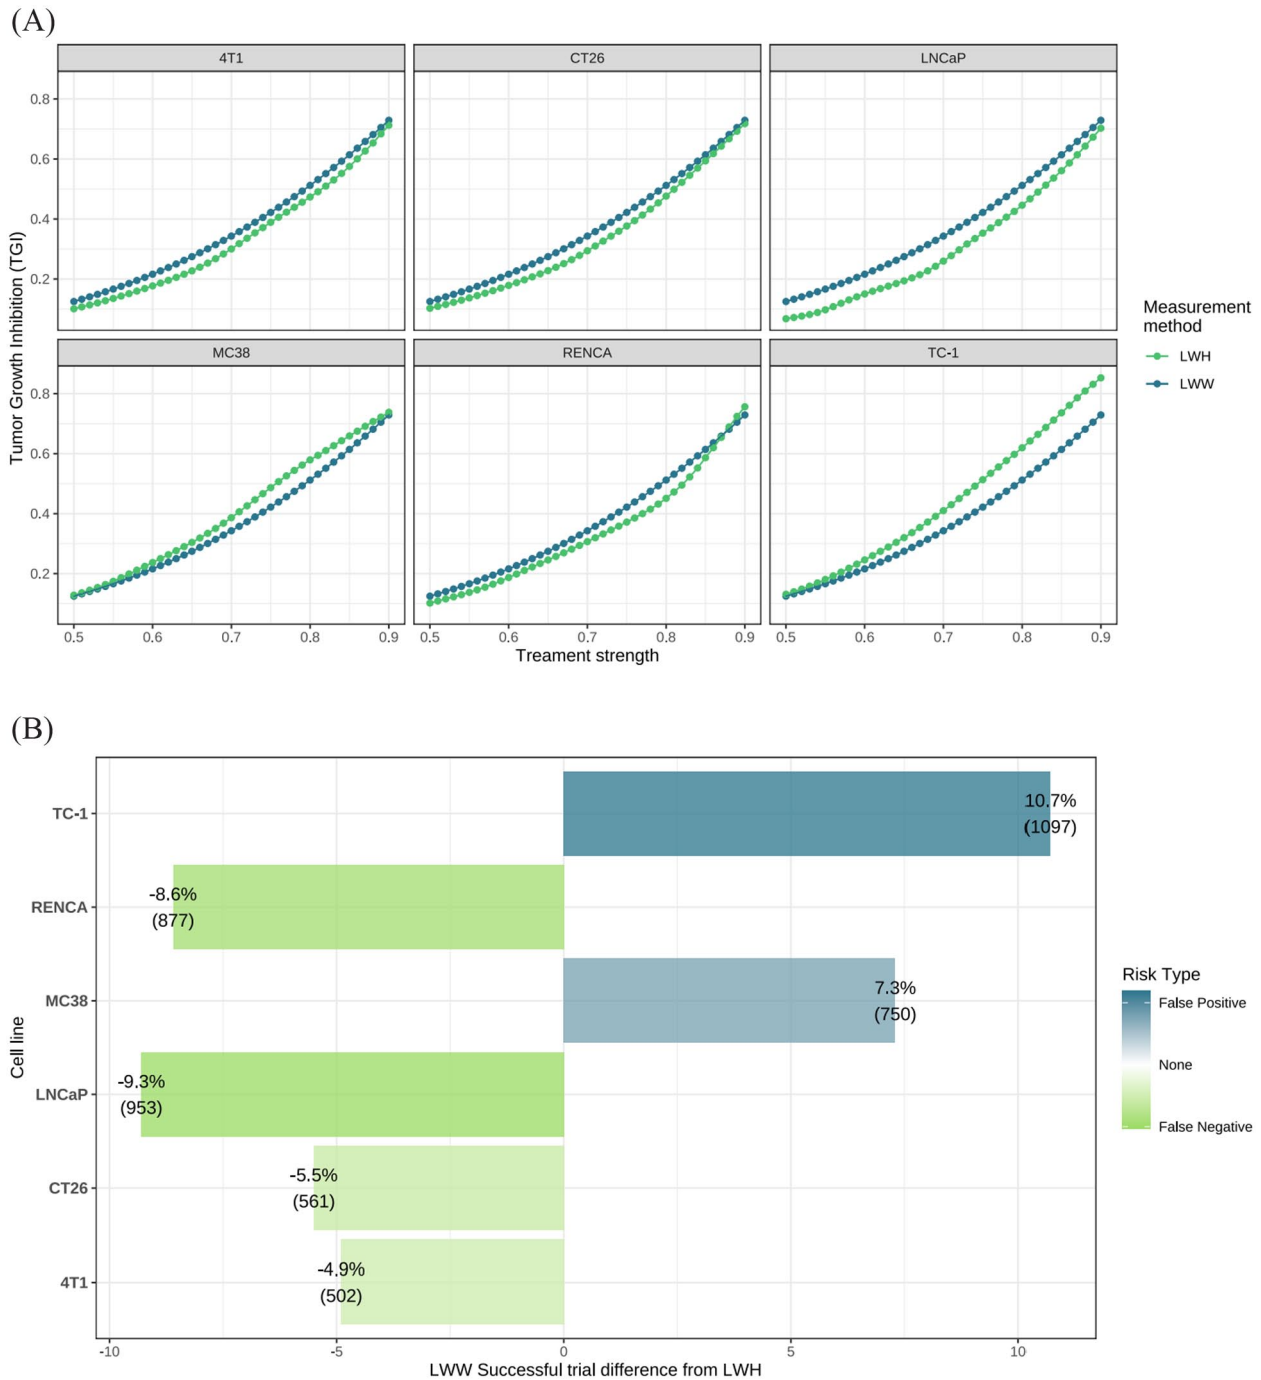 (A)
4T1
CT26
LNCaP
0.8
0.6
0.4
0.2
MC38
RENCA
TC-1
0.8
0.6
0.4
0.2
0.5 0.6 0.7 0.8 0.9
0.5 0.6 0.7 0.8 0.9
0.5 0.6 0.7 0.8 0.9
Tumor Growth Inhibition (TGI)
Treament strength
Measurement
method
LWH
LWW
(B)
TC-1
10.7%
(1097)
RENCA
-8.6%
(877)
MC38
7.3%
(750)
LNCaP
-9.3%
(953)
CT26
-5.5%
(561)
4T1
-4.9%
(502)
Cell line
-10 -5 0 5 10
LWW Successful trial difference from LWH
Risk Type
False Positive
None
False Negative